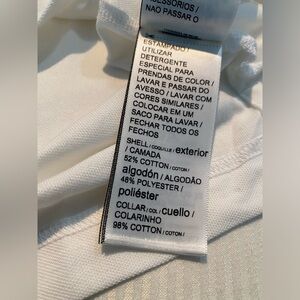 ACESSÓRIOS /
NAO PASSAR O
ESTAMPADO /
UTILIZAR
DETERGENTE
ESPECIAL PARA
PRENDAS DE COLOR /
LAVAR E PASSAR DO
AVESSO / LAVAR COM
CORES SIMILARES /
COLOCAR EM UM
SACO PARA LAVAR /
FECHAR TODOS OS
FECHOS
SHELL / COQUILLE / exterior
/ CAMADA
52% COTTON / COTON /
algodón / ALGODÃO
48% POLYESTER /
poliéster
COLLAR / COL / cuello /
COLARINHO
98% COTTON / COTON /